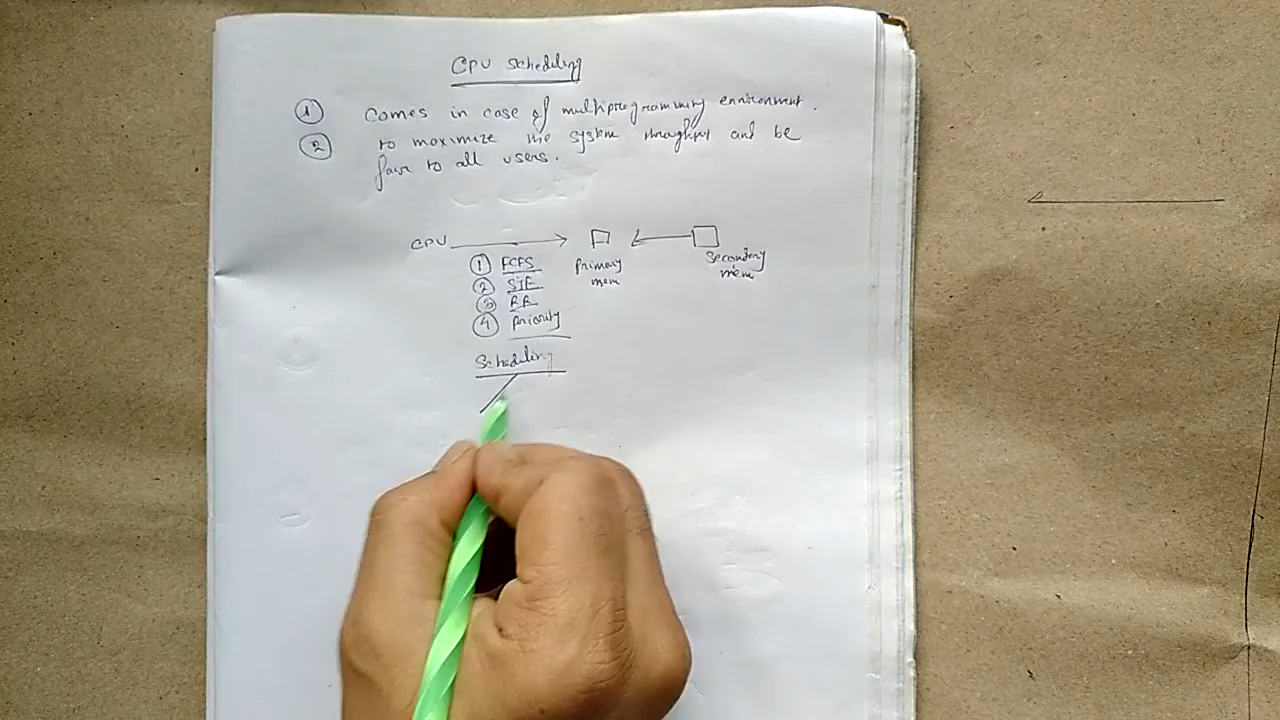 CPU Scheduling
① Comes in case of multiprogramming environment.
② to maximize the system throughput and be
fair to all users.
CPU
Primary
mem
Secondary
mem
① FCFS
② SJF
③ RR
④ Priority
Scheduling